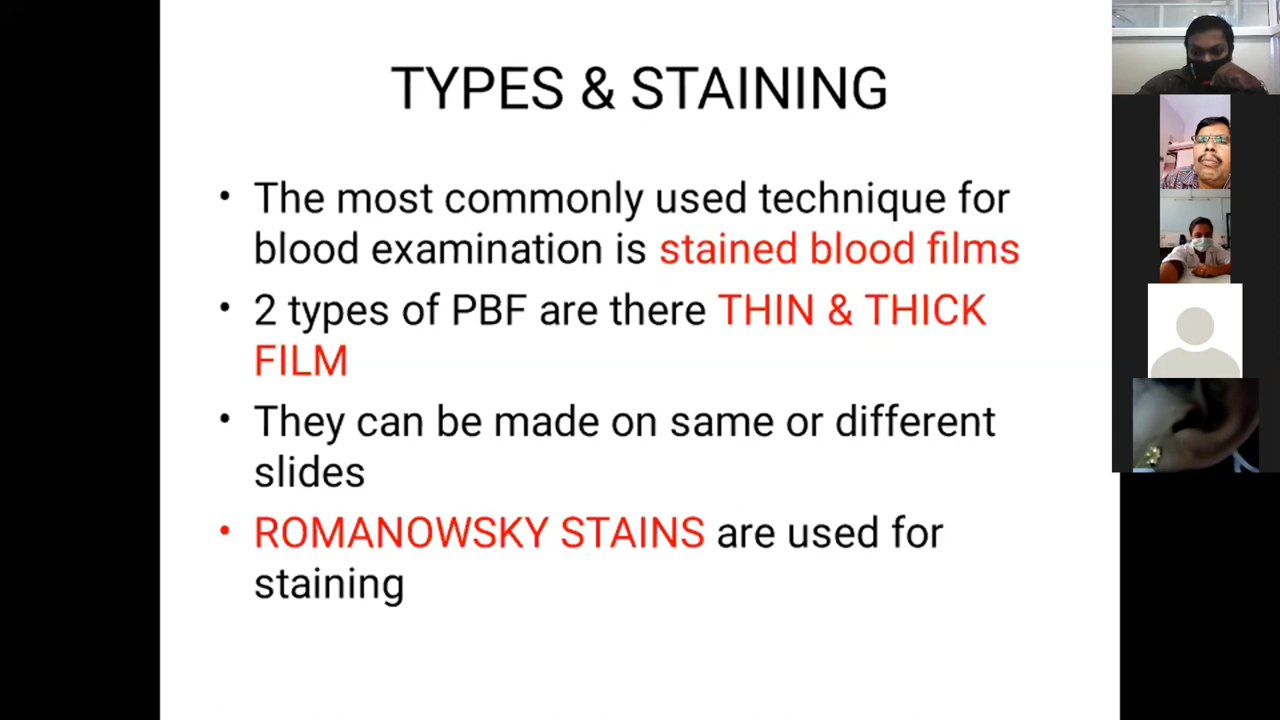 TYPES & STAINING
• The most commonly used technique for
blood examination is stained blood films
• 2 types of PBF are there THIN & THICK
FILM
• They can be made on same or different
slides
• ROMANOWSKY STAINS are used for
staining